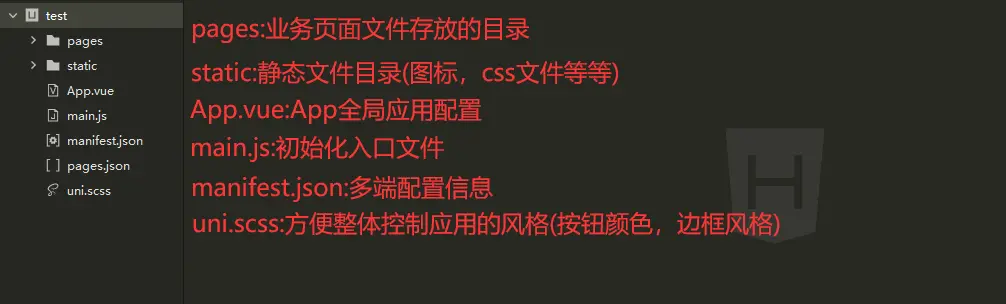 test
pages
static
App.vue
main.js
manifest.json
pages.json
uni.scss
pages:业务页面文件存放的目录
static:静态文件目录(图标，css文件等等)
App.vue:App全局应用配置
main.js:初始化入口文件
manifest.json:多端配置信息
uni.scss:方便整体控制应用的风格(按钮颜色，边框风格)
H